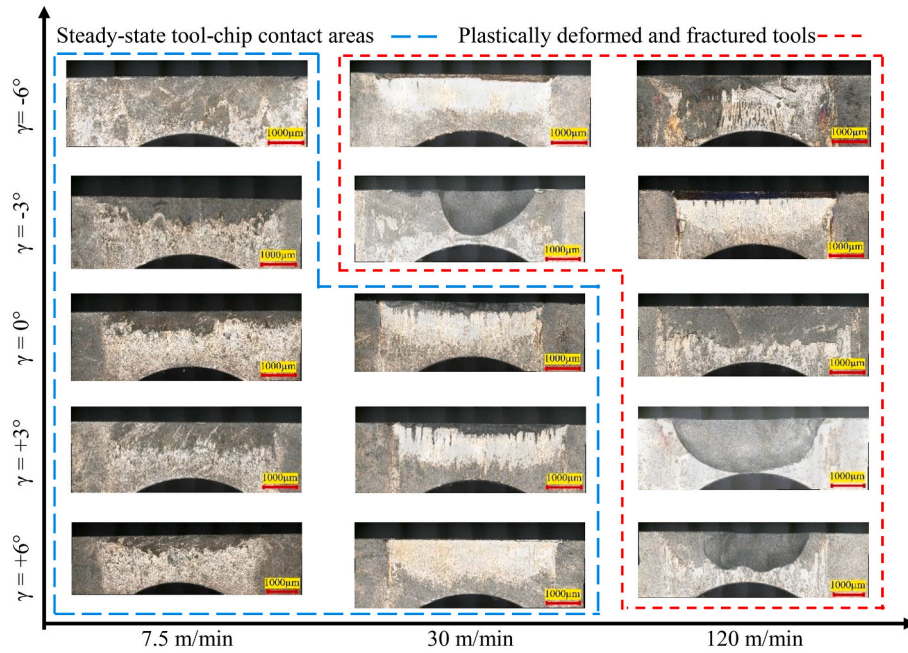 Steady-state tool-chip contact areas Plastically deformed and fractured tools
γ= -6°
1000μm 1000μm 1000μm
γ= -3°
1000μm 1000μm 1000μm
γ= 0°
1000μm 1000μm 1000μm
γ= +3°
1000μm 1000μm 1000μm
γ = +6°
1000μm 1000μm 1000μm
7.5 m/min 30 m/min 120 m/min